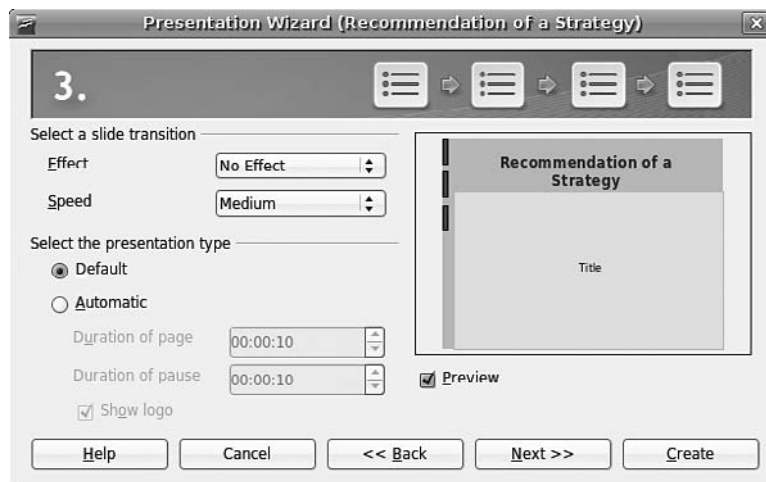 Presentation Wizard (Recommendation of a Strategy)
3.
Select a slide transition
Effect
No Effect
Speed
Medium
Select the presentation type
Default
Automatic
Duration of page
00:00:10
Duration of pause
00:00:10
Show logo
Recommendation of a
Strategy
Title
Preview
Help
Cancel
<< Back
Next >>
Create